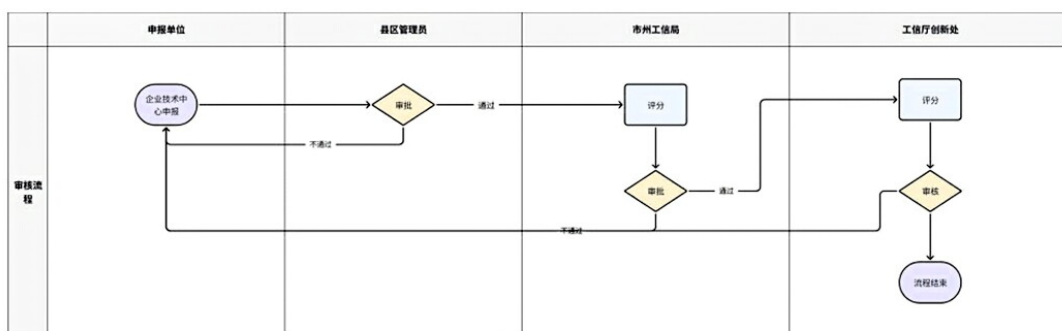 申报单位
县区管理员
市州工信局
工信厅创新处
审核流
程
企业技术中
心申报
审批
通过
评分
评分
不通过
审批
通过
审核
不通过
流程结束